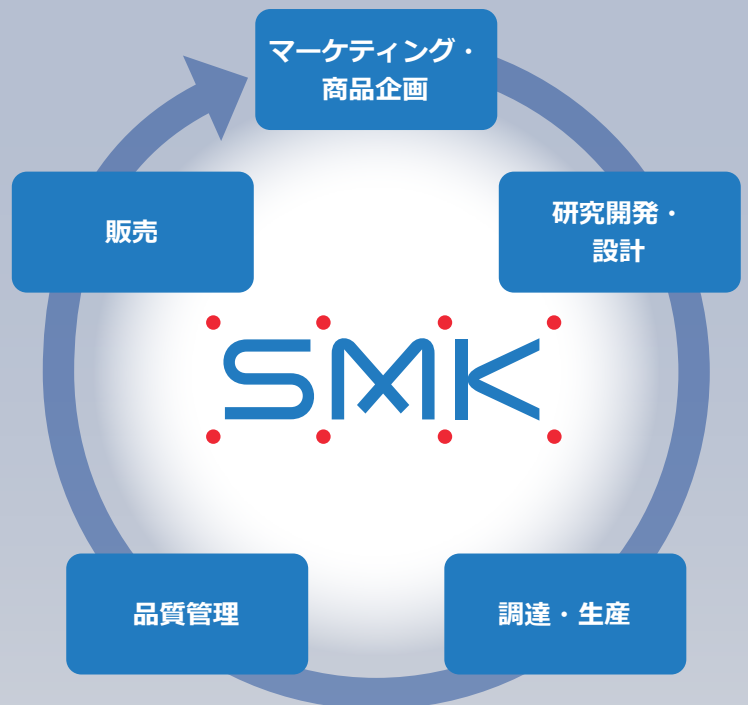 マーケティング・
商品企画
販売
研究開発・
設計
SMK
品質管理
調達・生産